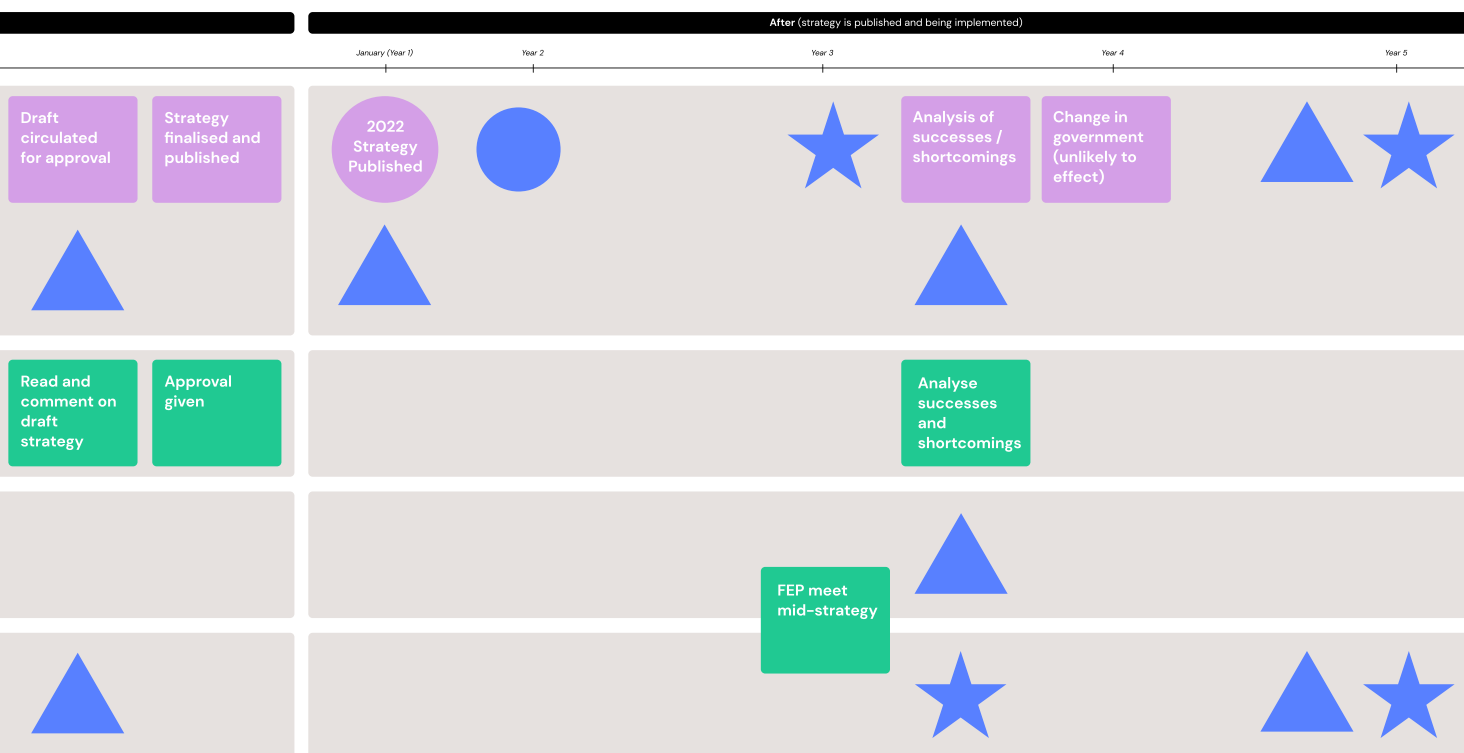 After (strategy is published and being implemented)
January (Year 1)
Year 2
Year 3
Year 4
Year 5
Draft
circulated
for approval
Strategy
finalised and
published
2022
Strategy
Published
Analysis of
successes /
shortcomings
Change in
government
(unlikely to
effect)
Read and
comment on
draft
strategy
Approval
given
Analyse
successes
and
shortcomings
FEP meet
mid-strategy